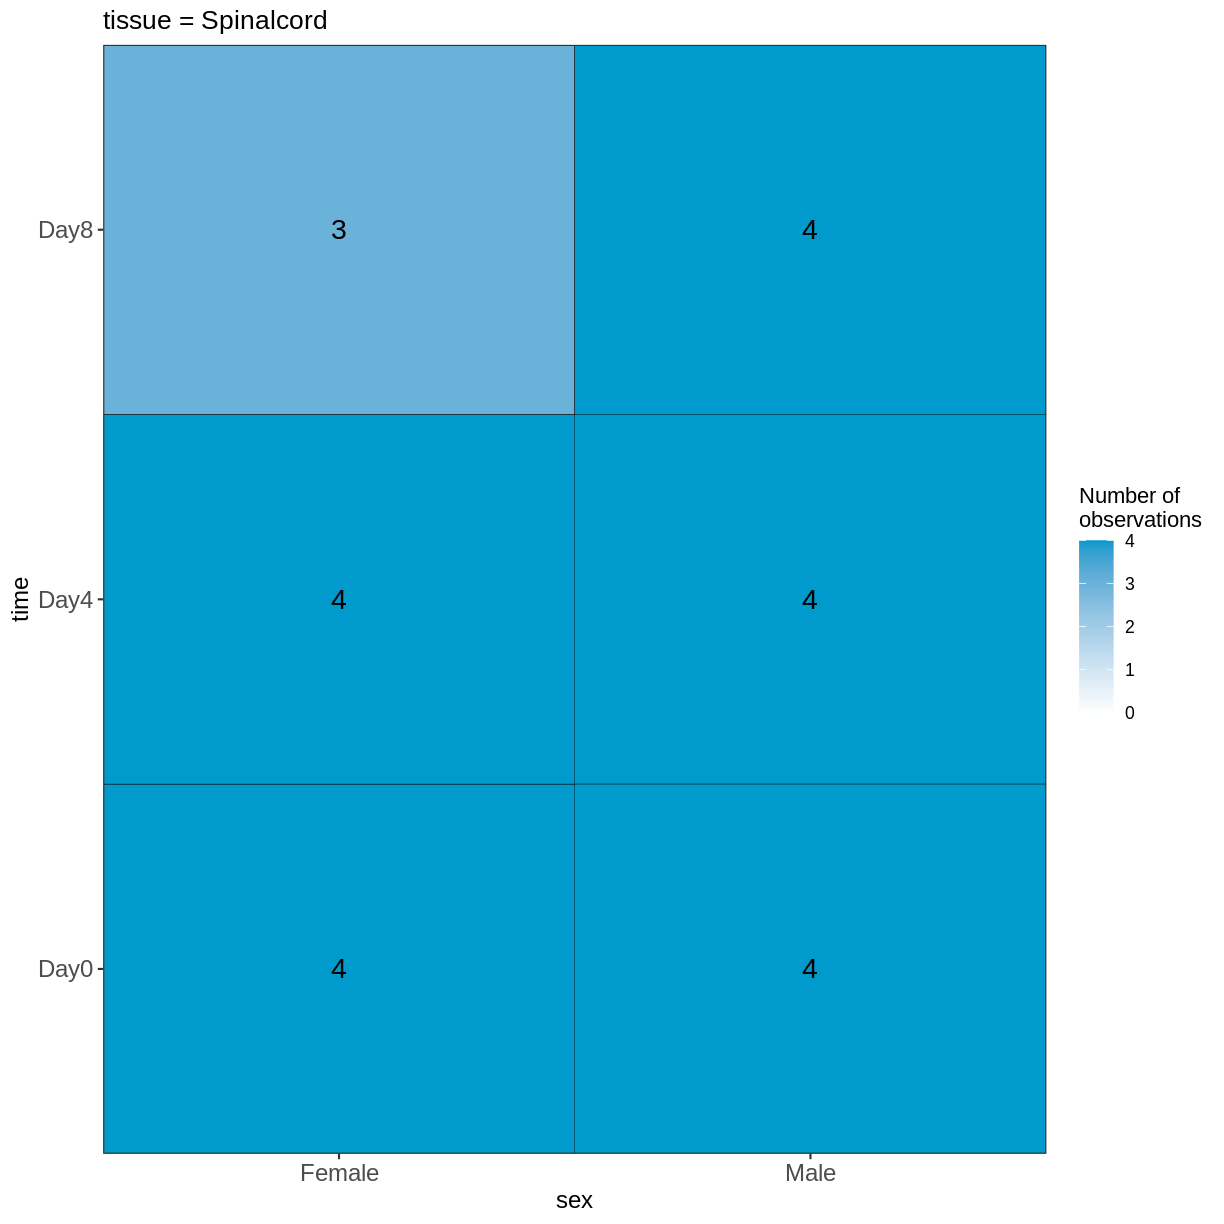 tissue = Spinalcord
Day8
3
4
time
Day4
4
4
Day0
4
4
Female
Male
sex
Number of
observations
4
3
2
1
0